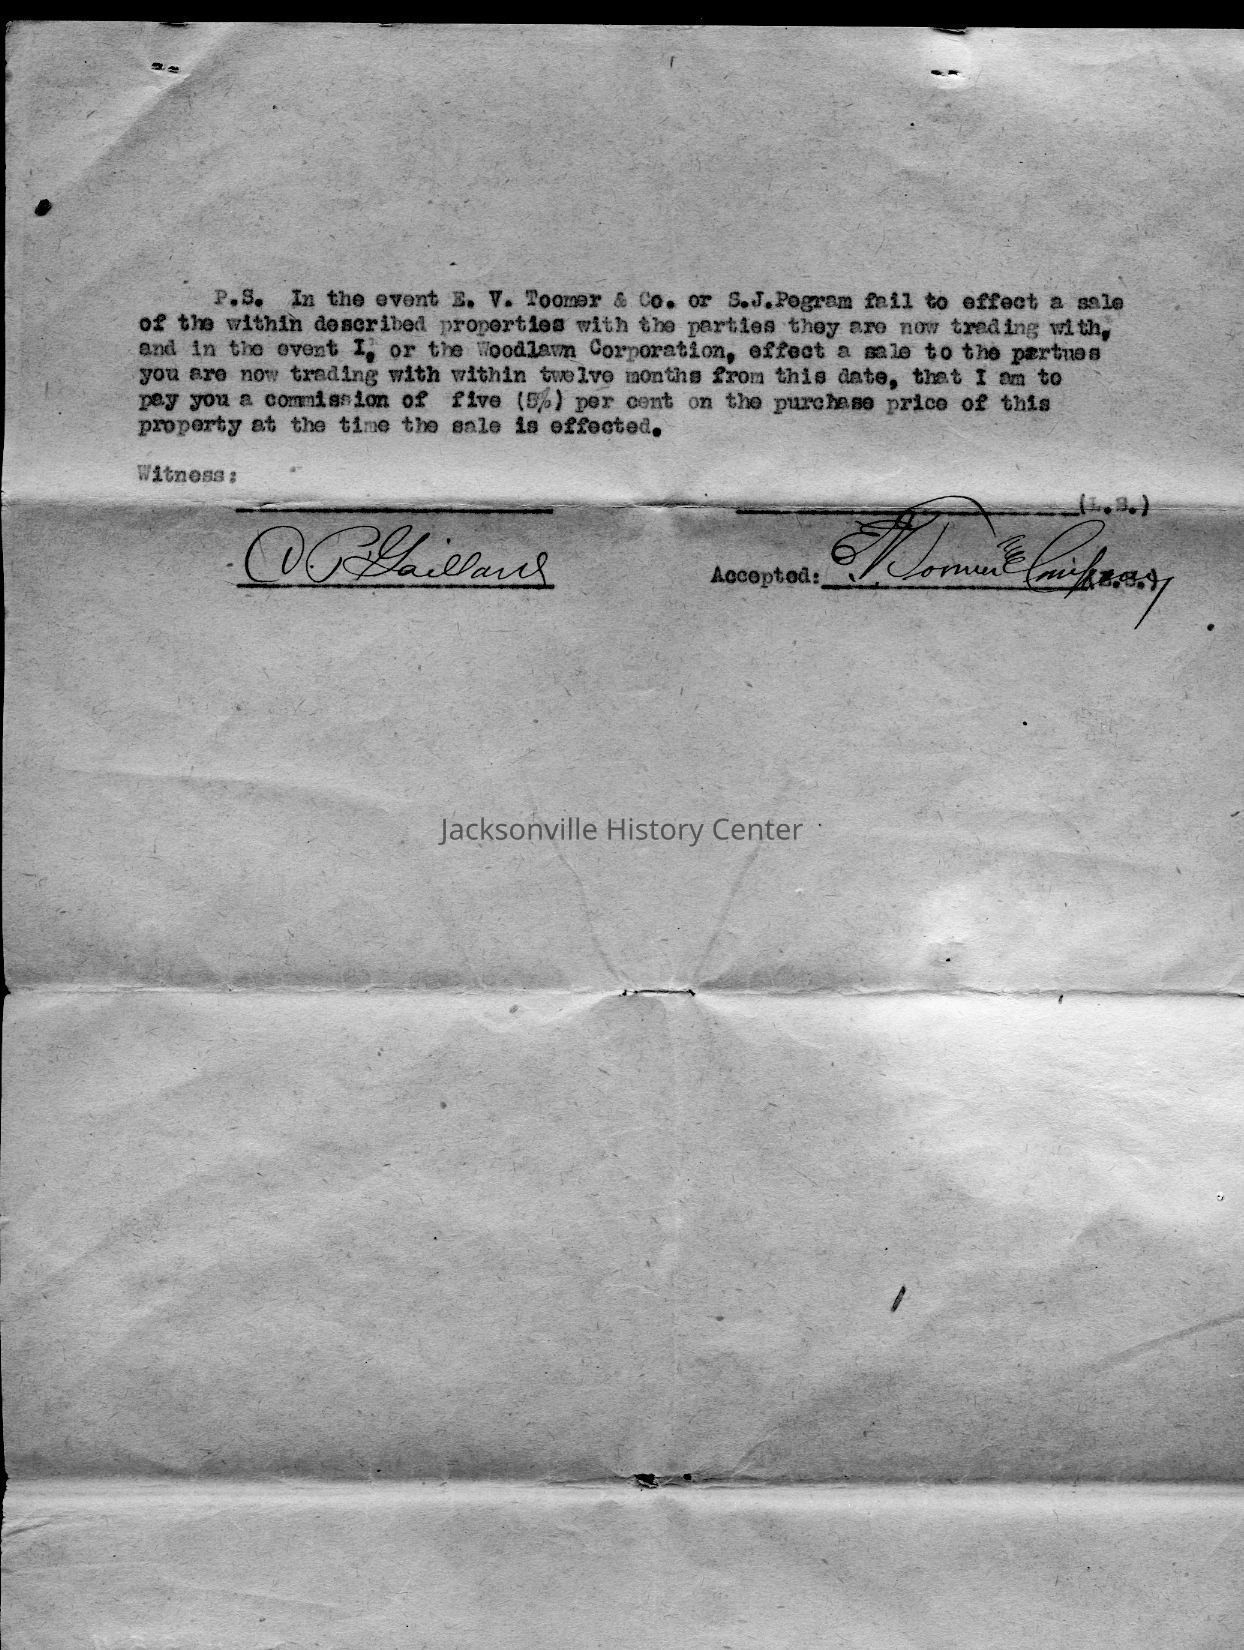 P.S. In the event E. V. Toomer & Co. or S.J.Pegram fail to effect a sale
of the within described properties with the parties they are now trading with,
and in the event I, or the Woodlawn Corporation, effect a sale to the partues
you are now trading with within twelve months from this date, that I am to
pay you a commission of five (5%) per cent on the purchase price of this
property at the time the sale is effected.
Witness:
(L.S.)
Gaillard
Accepted: E V Toomer & Company (L.S.)
Jacksonville History Center